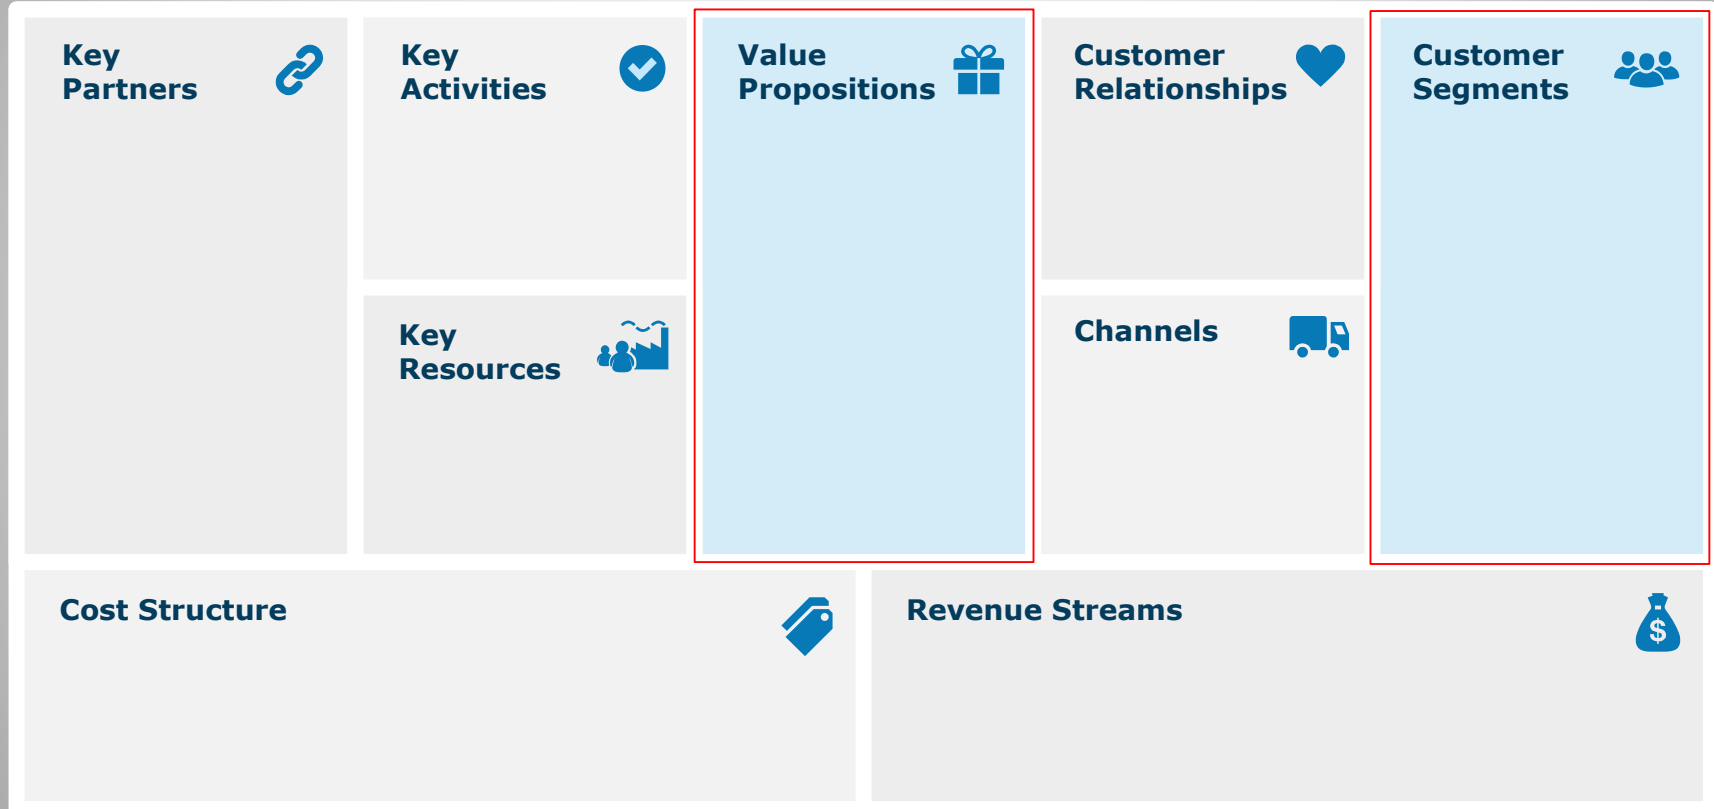 Key
Partners
Key
Activities
Value
Propositions
Customer
Relationships
Customer
Segments
Key
Resources
Channels
Cost Structure
Revenue Streams
$